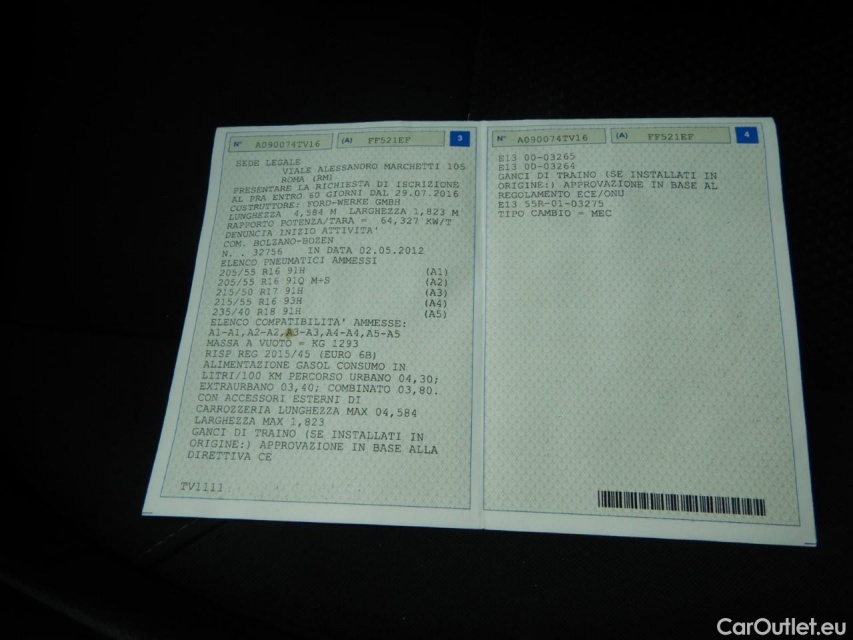 N° A090074TV16 (A) FF521EF 3
SEDE LEGALE
VIALE ALESSANDRO MARCHETTI 105
ROMA (RM)
PRESENTARE LA RICHIESTA DI ISCRIZIONE
AL PRA ENTRO 60 GIORNI DAL 29.07.2016
COSTRUTTORE: FORD-WERKE GMBH
LUNGHEZZA 4,584 M LARGHEZZA 1,823 M
RAPPORTO POTENZA/TARA = 64,327 KW/T
DENUNCIA INIZIO ATTIVITA'
COM. BOLZANO-BOZEN
N. . 32756 IN DATA 02.05.2012
ELENCO PNEUMATICI AMMESSI
205/55 R16 91H (A1)
205/55 R16 91Q M+S (A2)
215/50 R17 91H (A3)
215/55 R16 93H (A4)
235/40 R18 91H (A5)
ELENCO COMPATIBILITA' AMMESSE:
A1-A1,A2-A2,A3-A3,A4-A4,A5-A5
MASSA A VUOTO = KG 1293
RISP REG 2015/45 (EURO 6B)
ALIMENTAZIONE GASOL CONSUMO IN
LITRI/100 KM PERCORSO URBANO 04,30;
EXTRAURBANO 03,40; COMBINATO 03,80.
CON ACCESSORI ESTERNI DI
CARROZZERIA LUNGHEZZA MAX 04,584
LARGHEZZA MAX 1,823
GANCI DI TRAINO (SE INSTALLATI IN
ORIGINE:) APPROVAZIONE IN BASE ALLA
DIRETTIVA CE
TV1111
N° A090074TV16 (A) FF521EF 4
E13 00-03265
E13 00-03264
GANCI DI TRAINO (SE INSTALLATI IN
ORIGINE:) APPROVAZIONE IN BASE AL
REGOLAMENTO ECE/ONU
E13 55R-01-03275
TIPO CAMBIO = MEC
CarOutlet.eu